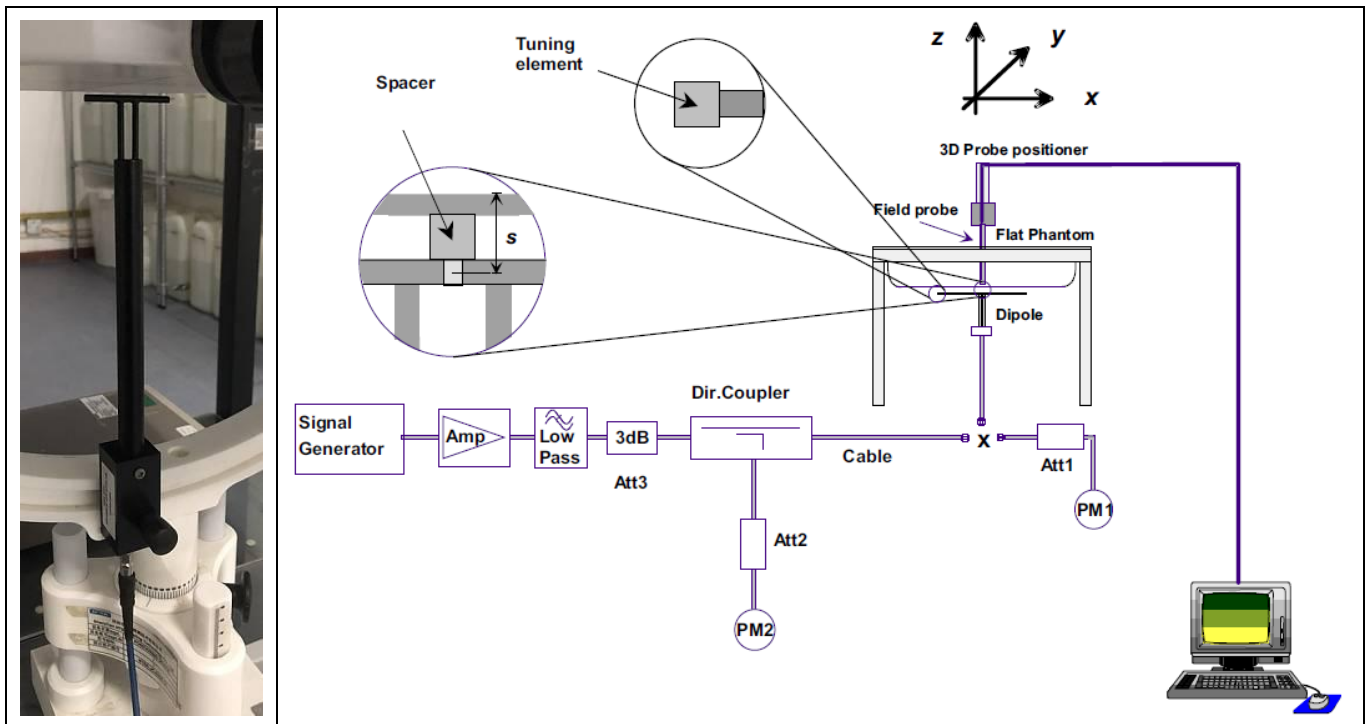 Tuning
element
Spacer
s
z
y
x
3D Probe positioner
Field probe
Flat Phantom
Dipole
Dir.Coupler
Signal
Generator
Amp
Low
Pass
3dB
Att3
Cable
x
Att1
PM1
Att2
PM2